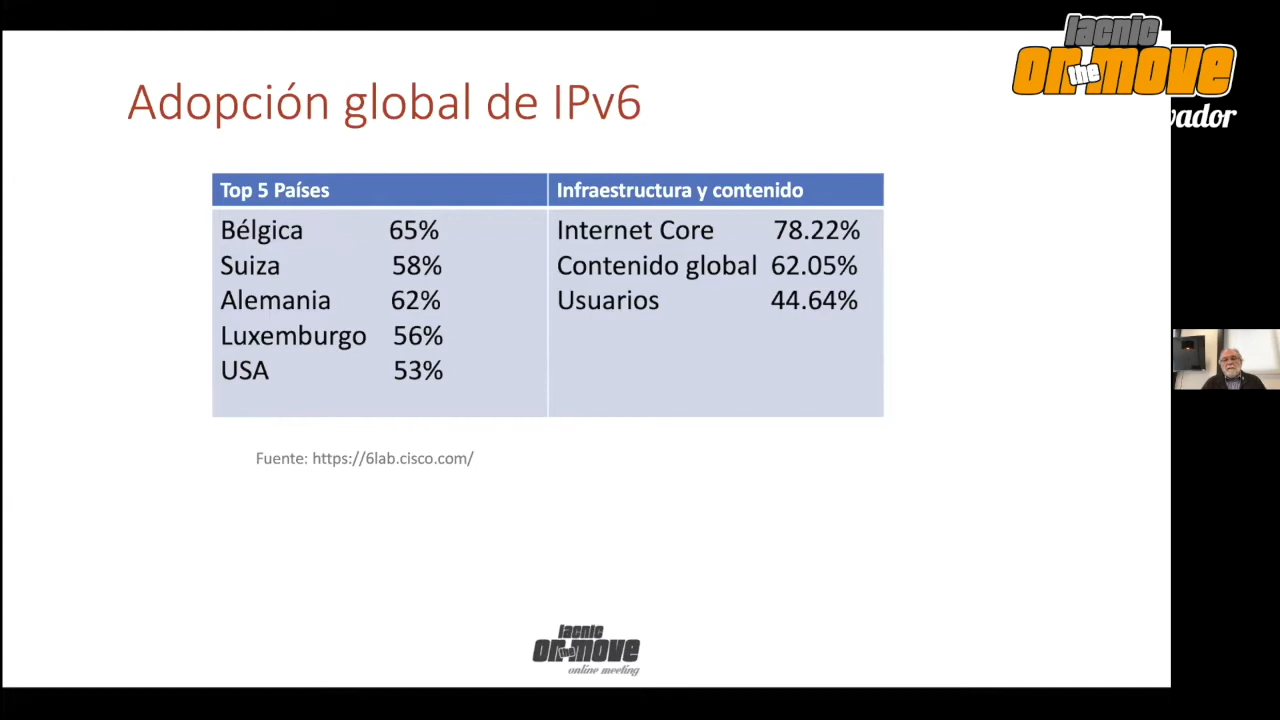 lacnic
on the move
vador
Adopción global de IPv6
Top 5 Países
Infraestructura y contenido
Bélgica 65%
Suiza 58%
Alemania 62%
Luxemburgo 56%
USA 53%
Internet Core 78.22%
Contenido global 62.05%
Usuarios 44.64%
Fuente: https://6lab.cisco.com/
lacnic
on the move
online meeting